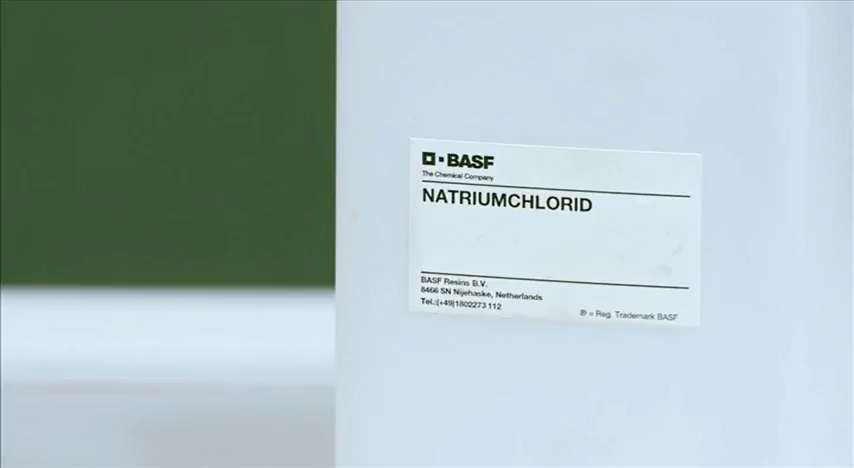 BASF
The Chemical Company
NATRIUMCHLORID
BASF Resins B.V.
8466 SN Nijehaske, Netherlands
Tel.:(+49)1802273 112
® = Reg. Trademark BASF